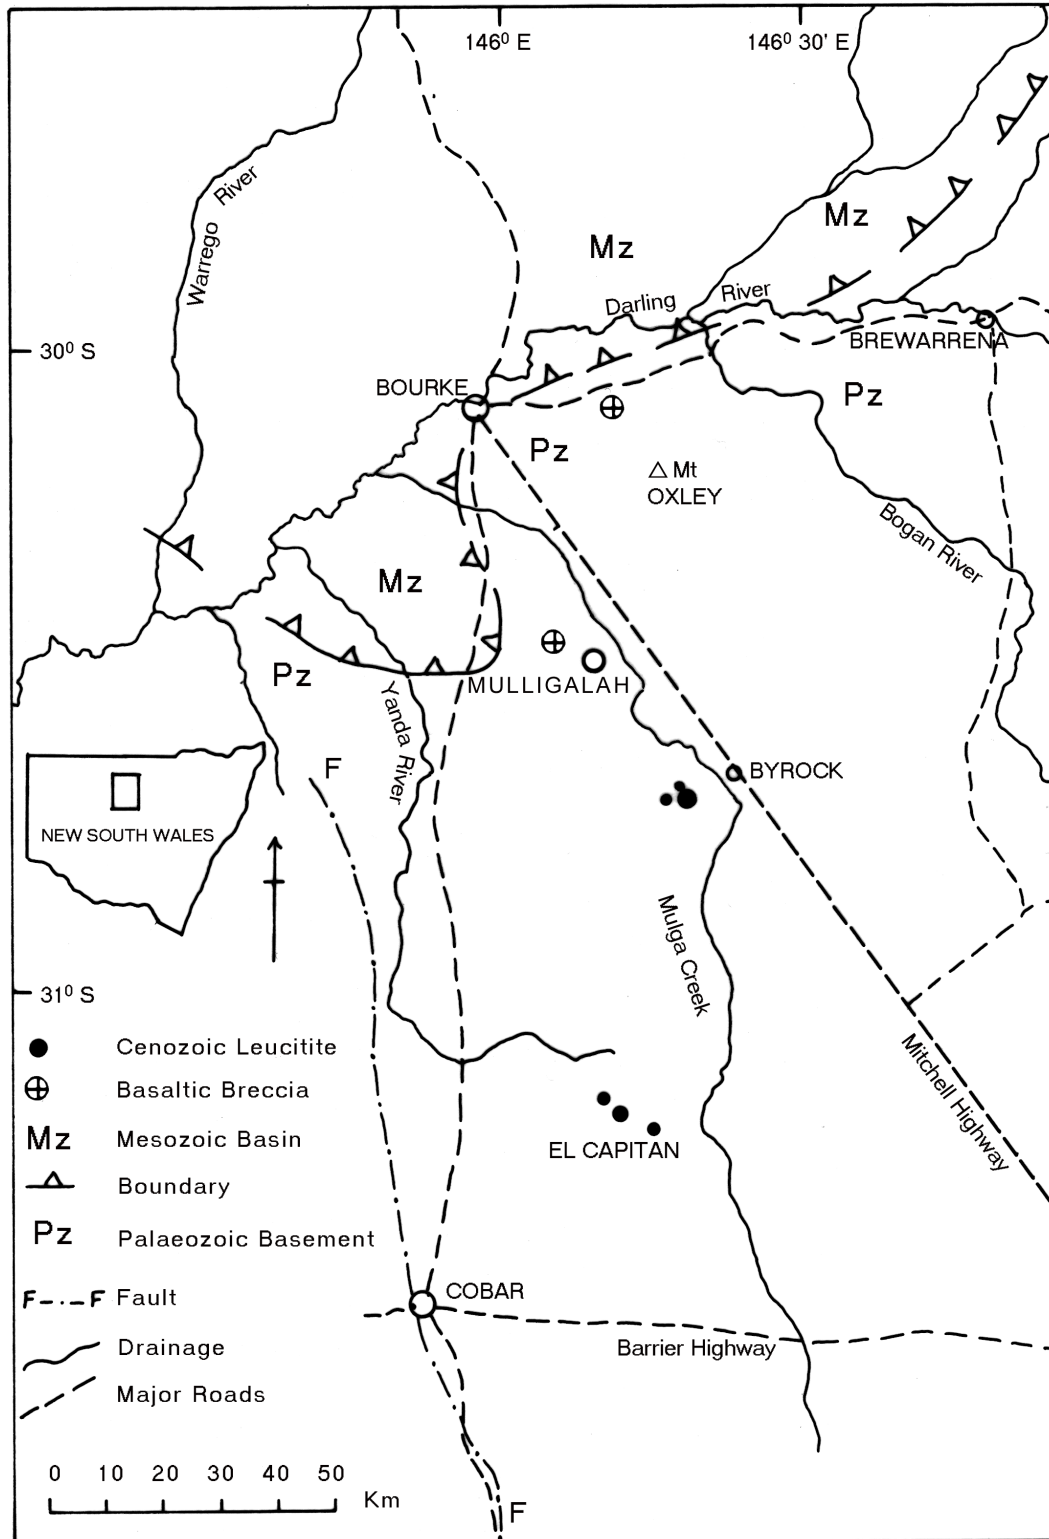 146⁰ E
146⁰ 30' E
Warrego River
Mz
Mz
Darling River
30⁰ S
BREWARRENA
BOURKE
Pz
Pz
Mt
OXLEY
Bogan River
Mz
Pz
MULLIGALAH
Yanda River
F
BYROCK
NEW SOUTH WALES
Mulga Creek
31⁰ S
Cenozoic Leucitite
Basaltic Breccia
Mz Mesozoic Basin
Boundary
Pz Palaeozoic Basement
F F Fault
Drainage
Major Roads
Mitchell Highway
EL CAPITAN
COBAR
Barrier Highway
0 10 20 30 40 50
Km
F